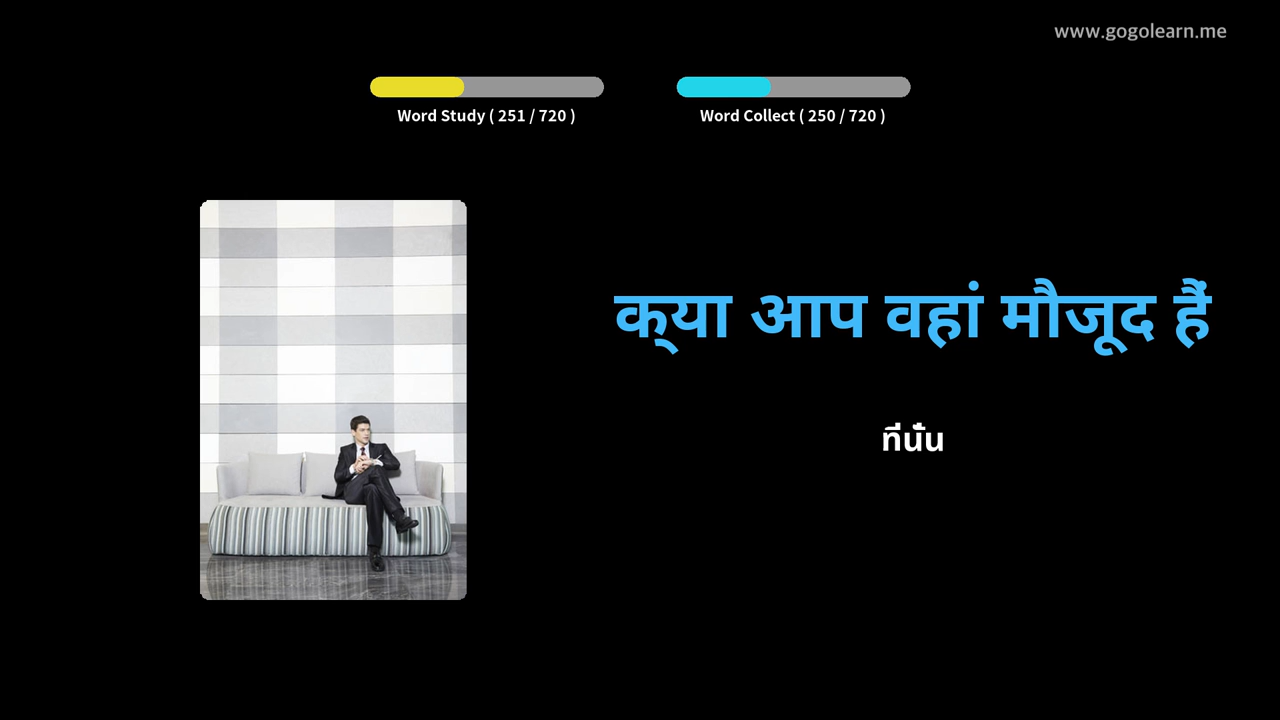 www.gogolearn.me
Word Study ( 251 / 720 )
Word Collect ( 250 / 720 )
क्या आप वहां मौजूद हैं
ที่นั่น